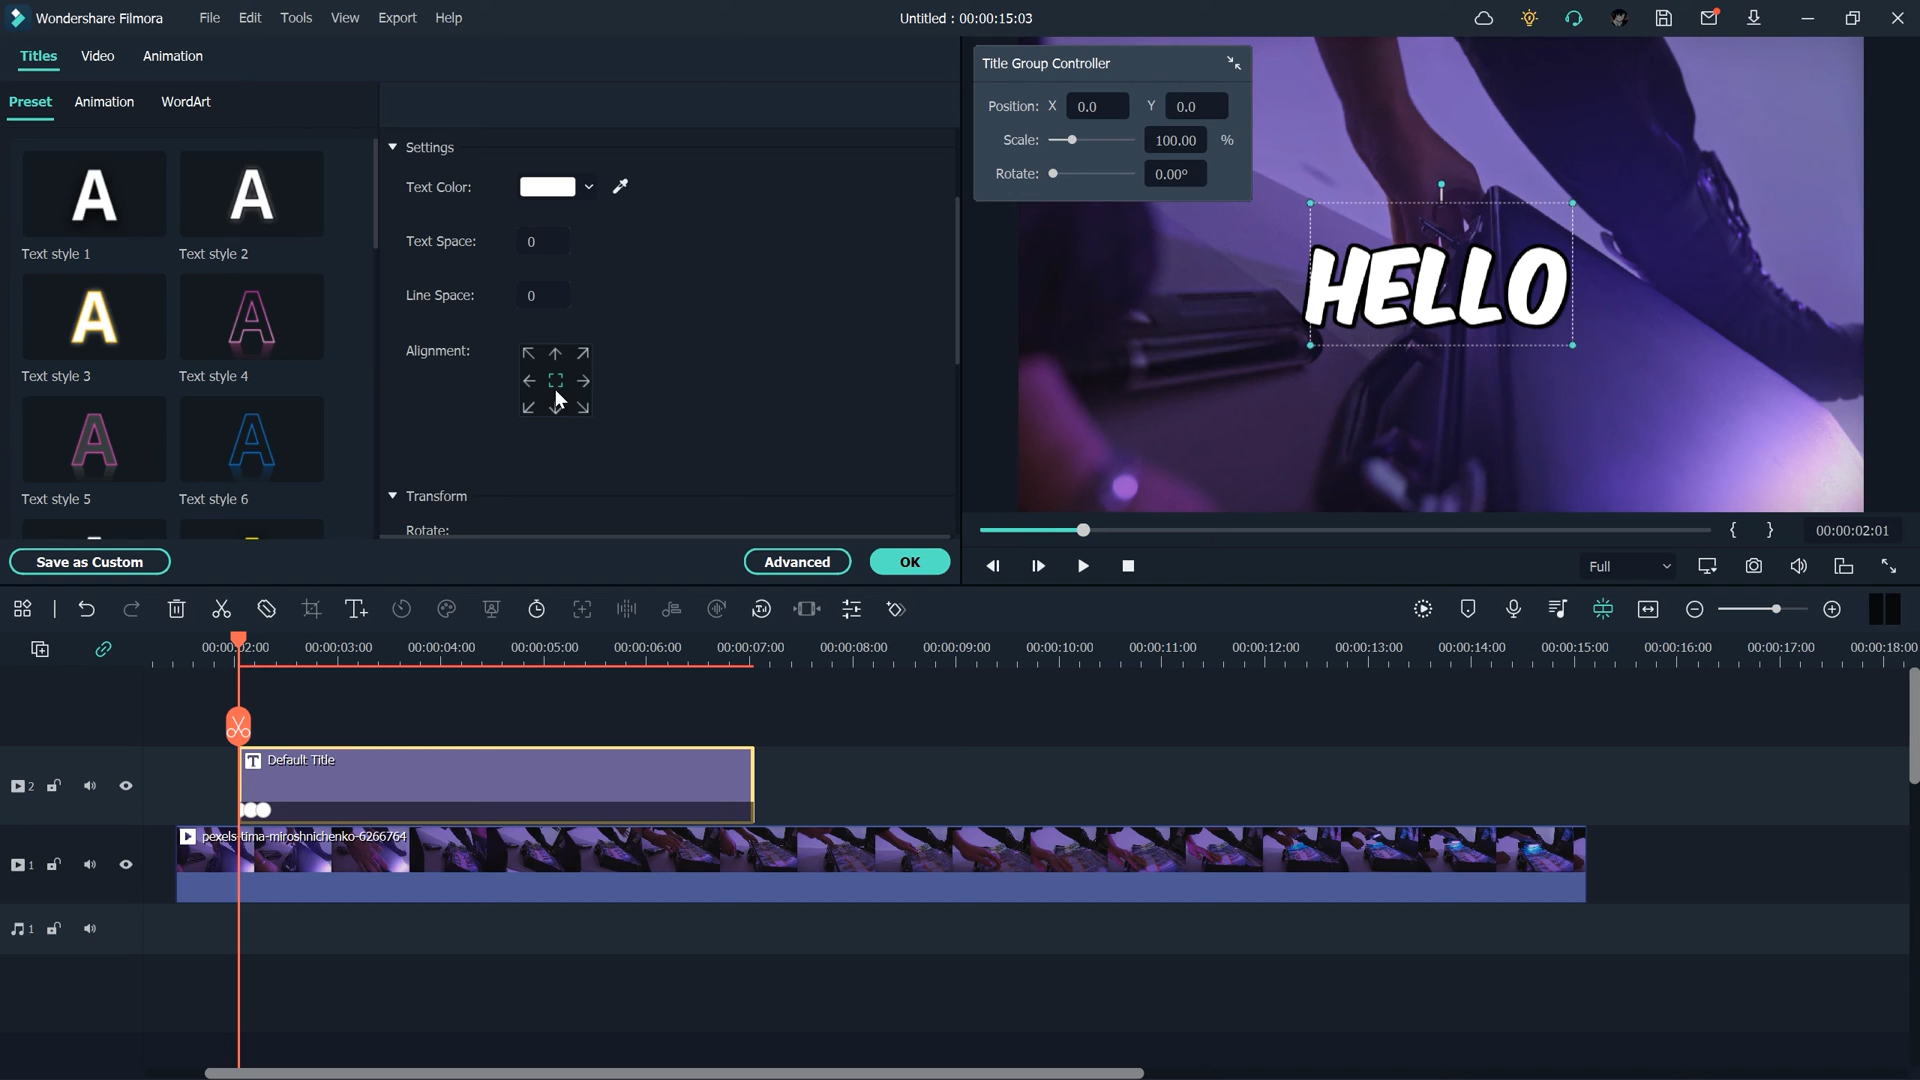 Wondershare Filmora File Edit Tools View Export Help Untitled : 00:00:15:03
Titles Video Animation
Preset Animation WordArt
A A
Text style 1 Text style 2
A A
Text style 3 Text style 4
A A
Text style 5 Text style 6
Settings
Text Color:
Text Space: 0
Line Space: 0
Alignment:
Transform
Rotate:
Save as Custom Advanced OK
Title Group Controller
Position: X 0.0 Y 0.0
Scale: 100.00 %
Rotate: 0.00º
HELLO
{ } 00:00:02:01
Full
00:00:02:00 00:00:03:00 00:00:04:00 00:00:05:00 00:00:06:00 00:00:07:00 00:00:08:00 00:00:09:00 00:00:10:00 00:00:11:00 00:00:12:00 00:00:13:00 00:00:14:00 00:00:15:00 00:00:16:00 00:00:17:00 00:00:18:00
T Default Title
2
pexels-tima-miroshnichenko-6266764
1
1